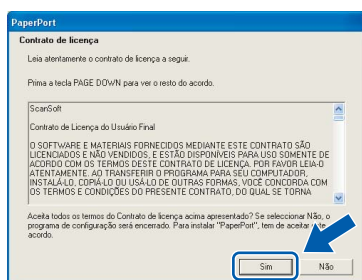 PaperPort
Contrato de licença
Leia atentamente o contrato de licença a seguir.
Prima a tecla PAGE DOWN para ver o resto do acordo.
ScanSoft
Contrato de Licença do Usuário Final
O SOFTWARE E MATERIAIS FORNECIDOS MEDIANTE ESTE CONTRATO SÃO
LICENCIADOS E NÃO VENDIDOS, E ESTÃO DISPONÍVEIS PARA USO SOMENTE DE
ACORDO COM OS TERMOS DESTE CONTRATO DE LICENÇA. POR FAVOR LEIA-O
ATENTAMENTE. AO TRANSFERIR O PROGRAMA PARA SEU COMPUTADOR,
INSTALÁ-LO, COPIÁ-LO OU USÁ-LO DE OUTRAS FORMAS, VOCÊ CONCORDA COM
OS TERMOS E CONDIÇÕES DO PRESENTE CONTRATO, DO QUAL SE TORNA
Aceita todos os termos do Contrato de licença acima apresentado? Se seleccionar Não, o
programa de configuração será encerrado. Para instalar "PaperPort", tem de aceitar
acordo.
Sim
Não